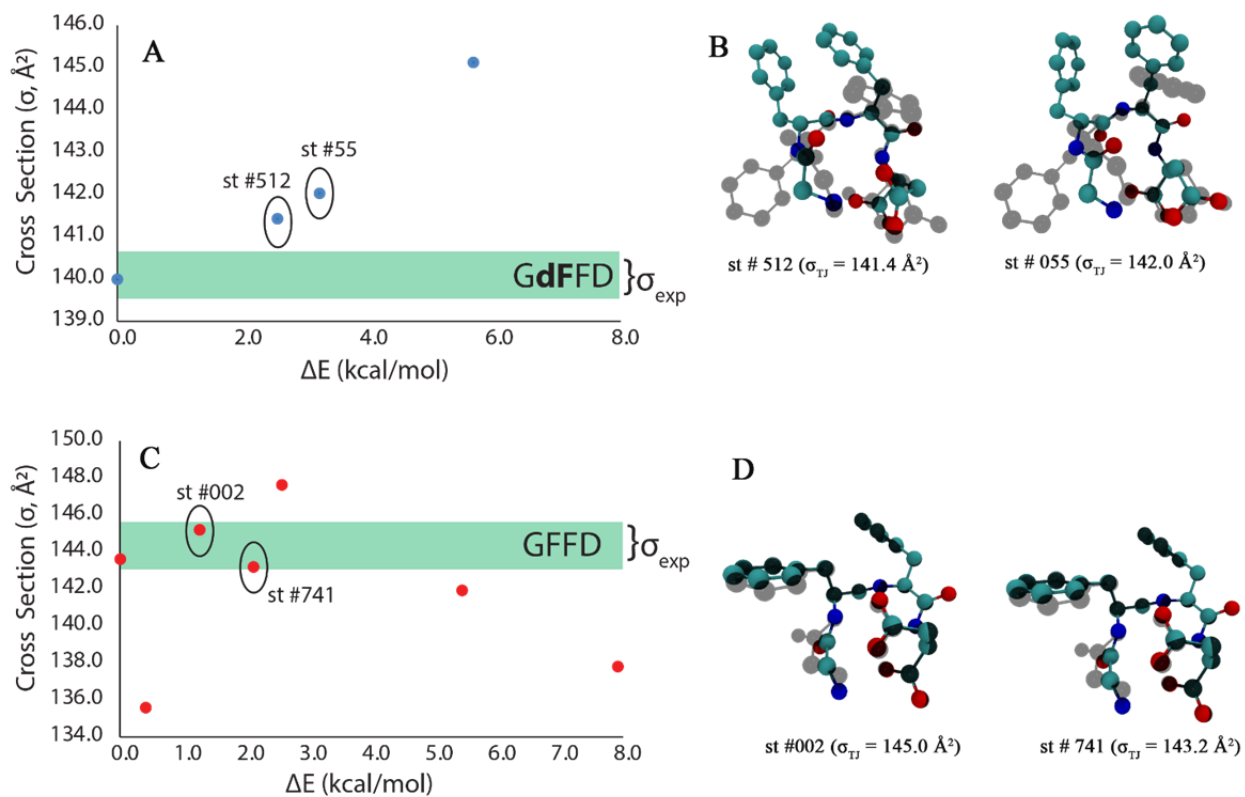 A
146.0
145.0
144.0
143.0
142.0
141.0
140.0
139.0
Cross Section (σ, Å²)
st #55
st #512
GdFFD
}σexp
0.0 2.0 4.0 6.0 8.0
ΔE (kcal/mol)
B
st # 512 (σTJ = 141.4 Å²)
st # 055 (σTJ = 142.0 Å²)
C
150.0
148.0
146.0
144.0
142.0
138.0
136.0
134.0
Cross Section (σ, Å²)
st #002
GFFD
}σexp
st #741
0.0 1.0 2.0 3.0 4.0 5.0 6.0 7.0 8.0
ΔE (kcal/mol)
D
st #002 (σTJ = 145.0 Å²)
st # 741 (σTJ = 143.2 Å²)